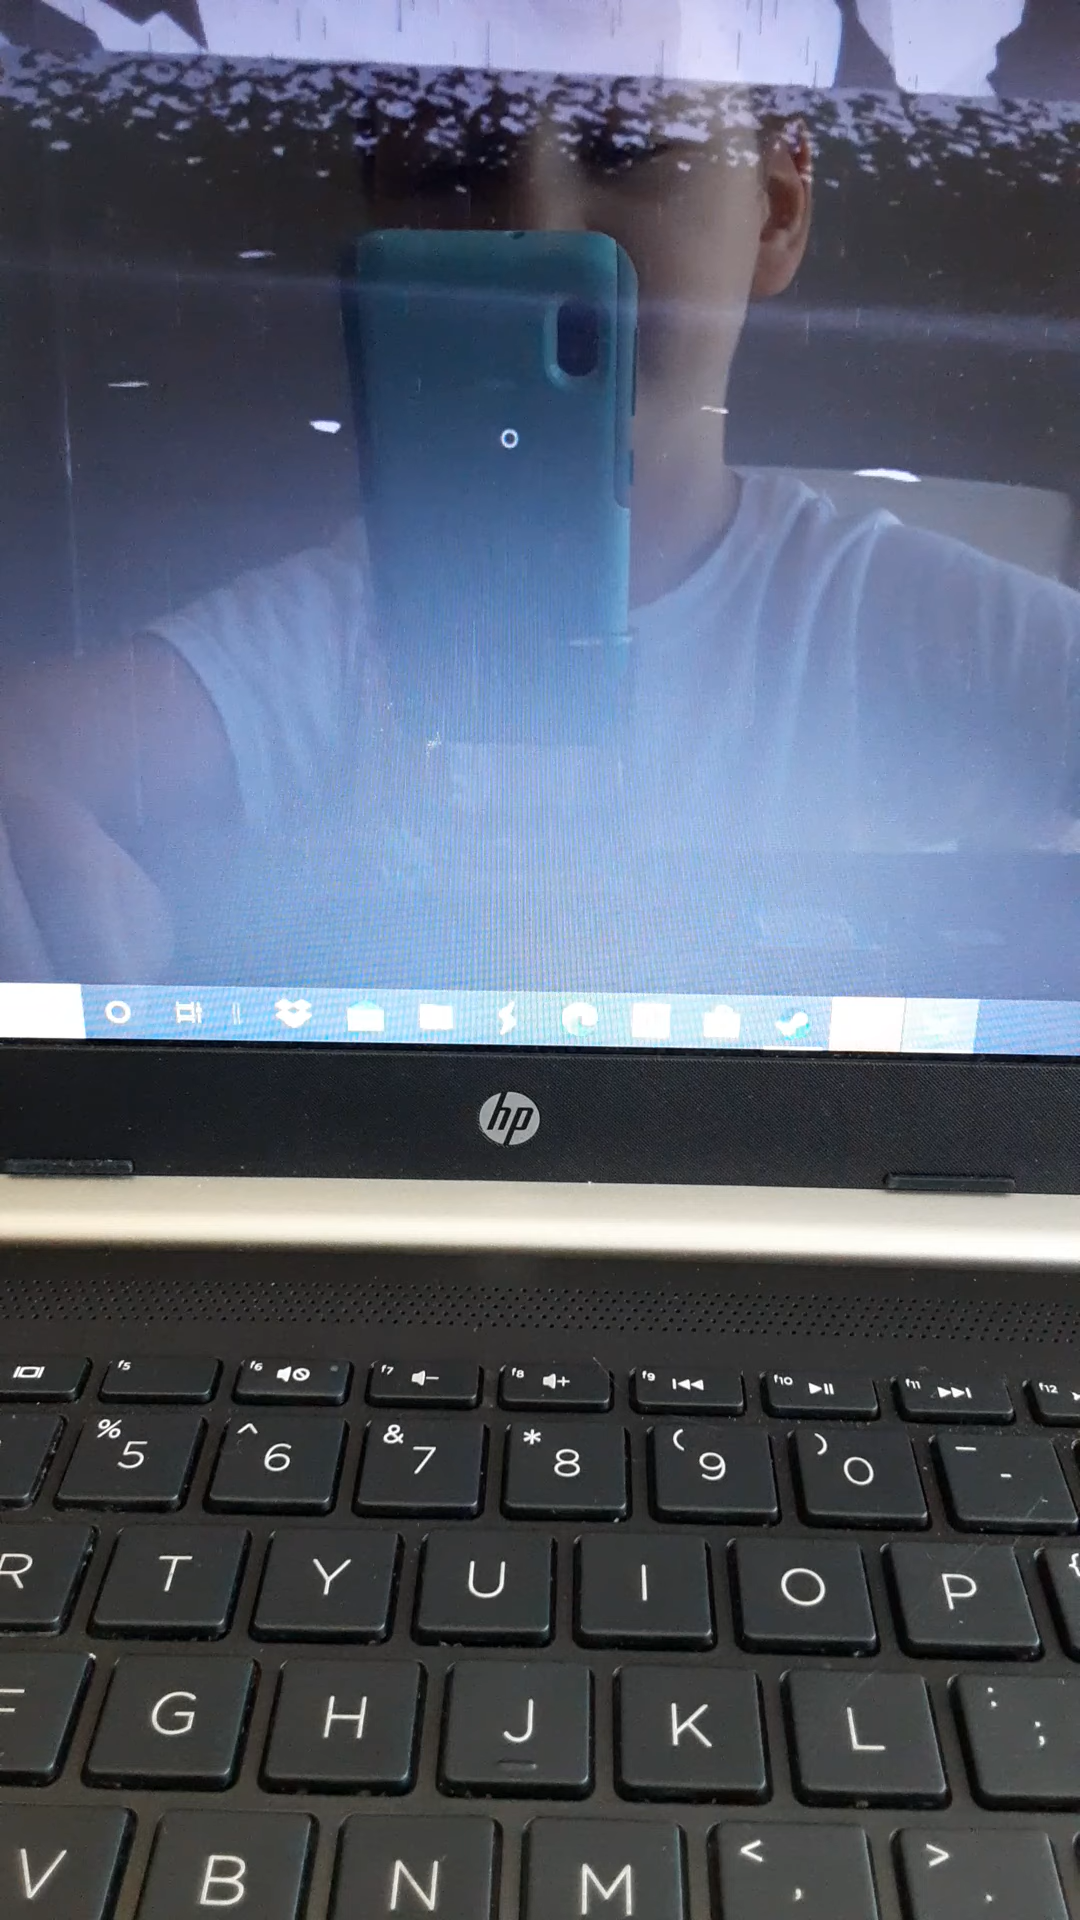 hp
f5 f6 f7 f8 f9 f10 f11 f12
% 5 ^ 6 & 7 * 8 ( 9 ) 0 _ -
R T Y U I O P {
F G H J K L : ;
V B N M < , > .